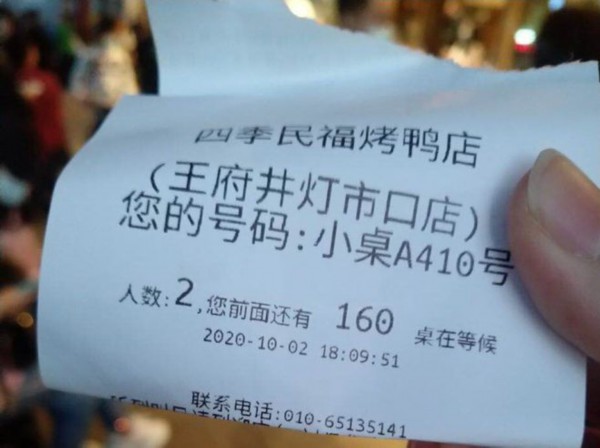 四季民福烤鸭店
(王府井灯市口店)
您的号码:小桌A410号
人数:2,您前面还有 160 桌在等候
2020-10-02 18:09:51
联系电话:010-65135141